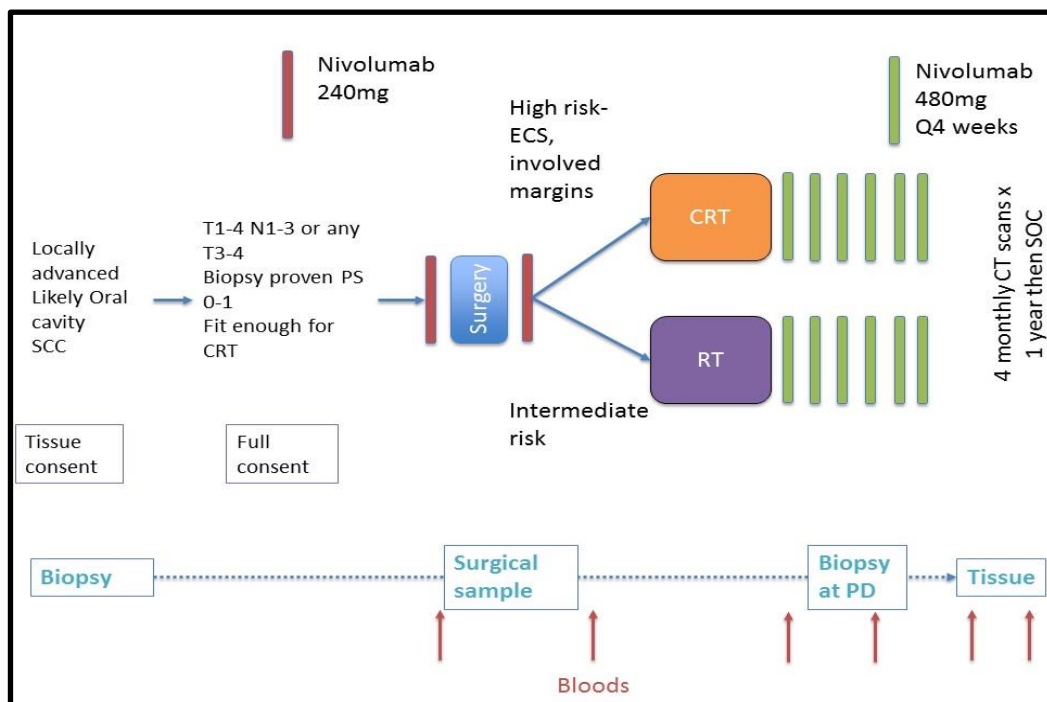 Nivolumab
240mg
High risk-
ECS,
involved
margins
Nivolumab
480mg
Q4 weeks
Locally
advanced
Likely Oral
cavity
SCC
T1-4 N1-3 or any
T3-4
Biopsy proven PS
0-1
Fit enough for
CRT
Surgery
CRT
RT
Intermediate
risk
4 monthly CT scans x
1 year then SOC
Tissue
consent
Full
consent
Biopsy
Surgical
sample
Biopsy
at PD
Tissue
Bloods